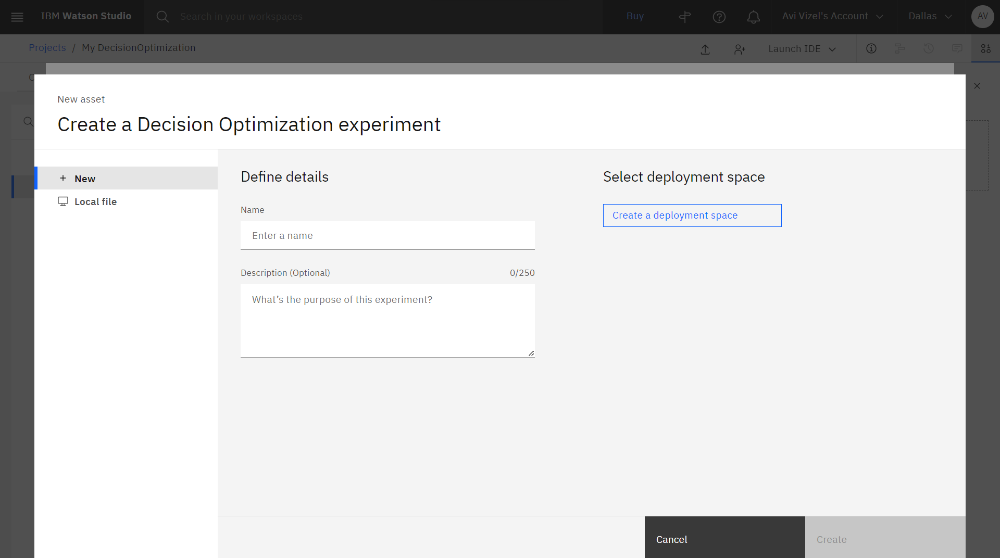 IBM Watson Studio
Search in your workspaces
Buy
Avi Vizel's Account
Dallas
AV
Projects / My DecisionOptimization
Launch IDE
New asset
Create a Decision Optimization experiment
New
Local file
Define details
Name
Enter a name
Description (Optional)
0/250
What’s the purpose of this experiment?
Select deployment space
Create a deployment space
Cancel
Create